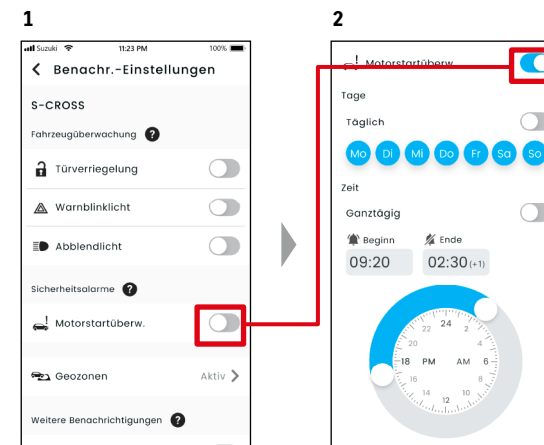 1
Suzuki 11:23 PM 100%
Benachr.-Einstellungen
S-CROSS
Fahrzeugüberwachung ?
Türverriegelung
Warnblinklicht
Abblendlicht
Sicherheitsalarme ?
Motorstartüberw.
Geozonen Aktiv
Weitere Benachrichtigungen ?
2
Motorstartüberw.
Tage
Täglich
Mo Di Mi Do Fr Sa So
Zeit
Ganztägig
Beginn Ende
09:20 02:30 (+1)
22 24 2
20 4
18 PM AM 6
16 8
14 12 10